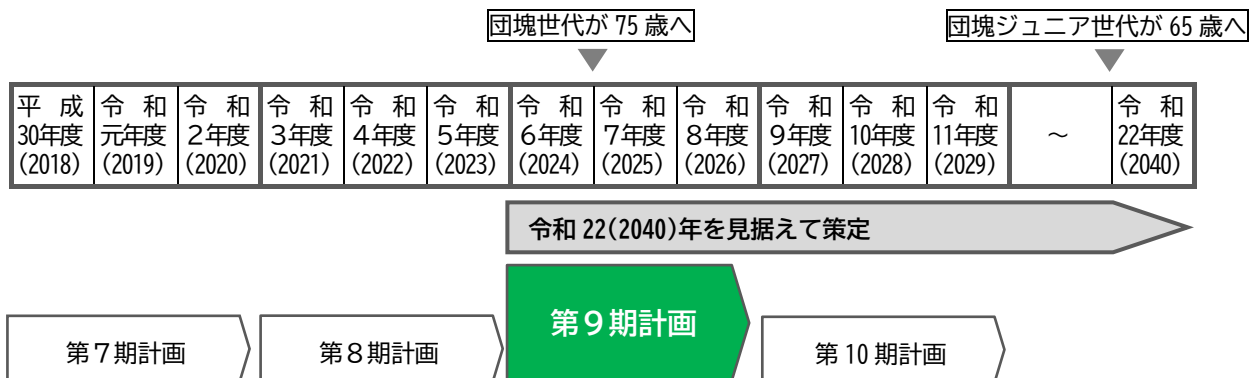 団塊世代が 75 歳へ
団塊ジュニア世代が 65 歳へ
平成30年度(2018)
令和元年度(2019)
令和2年度(2020)
令和3年度(2021)
令和4年度(2022)
令和5年度(2023)
令和6年度(2024)
令和7年度(2025)
令和8年度(2026)
令和9年度(2027)
令和10年度(2028)
令和11年度(2029)
～
令和22年度(2040)
令和 22(2040)年を見据えて策定
第7期計画
第8期計画
第9期計画
第 10 期計画